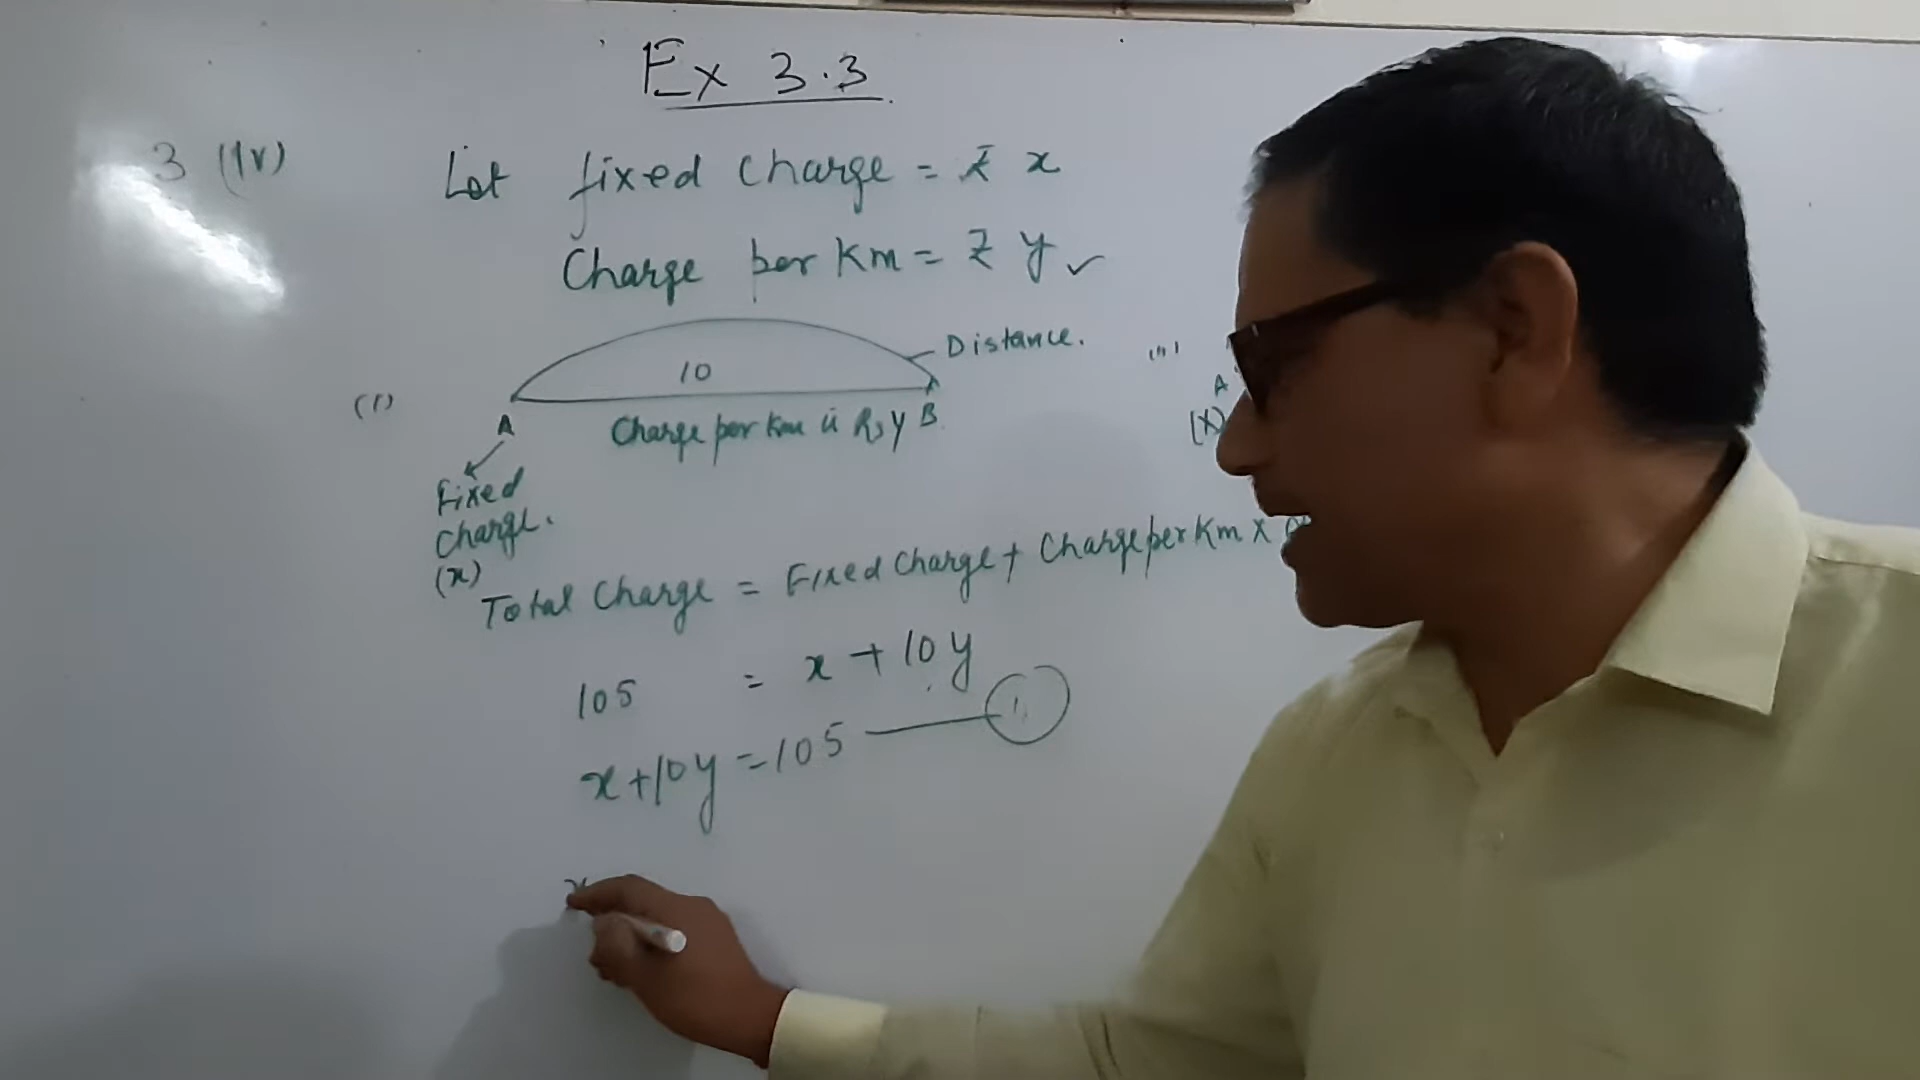 Ex 3.3
3 (iv)
Let fixed charge = ₹ x
Charge per Km = ₹ y ✓
Distance.
10
(i)
(ii)
A
B
A
Charge per Km is Rs y
(x)
Fixed
charge.
(x)
Total Charge = Fixed Charge + Charge per Km x
105 = x + 10y
x + 10y = 105 — 1
x